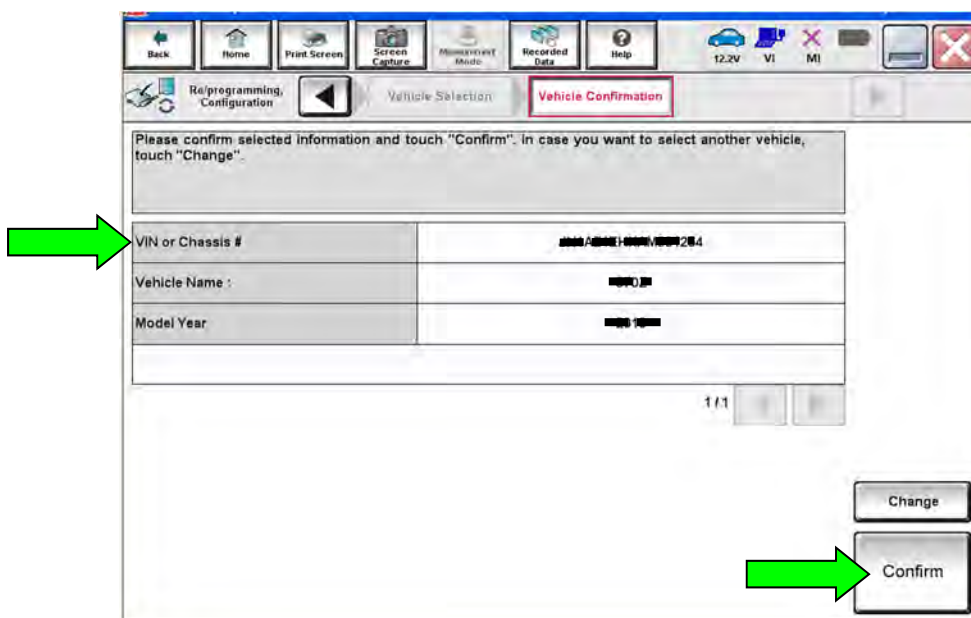 Back
Home
Print Screen
Screen
Capture
Measurement
Mode
Recorded
Data
Help
12.2V
VI
MI
Re/programming,
Configuration
Vehicle Selection
Vehicle Confirmation
Please confirm selected information and touch "Confirm". In case you want to select another vehicle,
touch "Change".
VIN or Chassis #
Vehicle Name :
Model Year
1/1
Change
Confirm